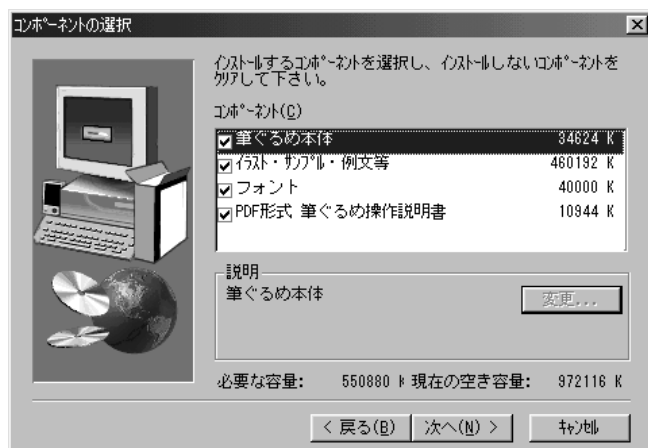 コンポーネントの選択
インストールするコンポーネントを選択し、インストールしないコンポーネントを
クリアして下さい。
コンポーネント(C)
筆ぐるめ本体 34624 K
イラスト・サンプル・例文等 460192 K
フォント 40000 K
PDF形式 筆ぐるめ操作説明書 10944 K
説明
筆ぐるめ本体
変更...
必要な容量: 550880 K 現在の空き容量: 972116 K
< 戻る(B) 次へ(N) > キャンセル